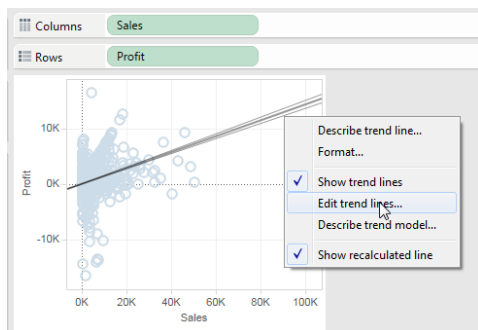 Columns
Sales
Rows
Profit
Profit
10K
0K
-10K
0K
20K
40K
60K
80K
100K
Sales
Describe trend line...
Format...
Show trend lines
Edit trend lines...
Describe trend model...
Show recalculated line